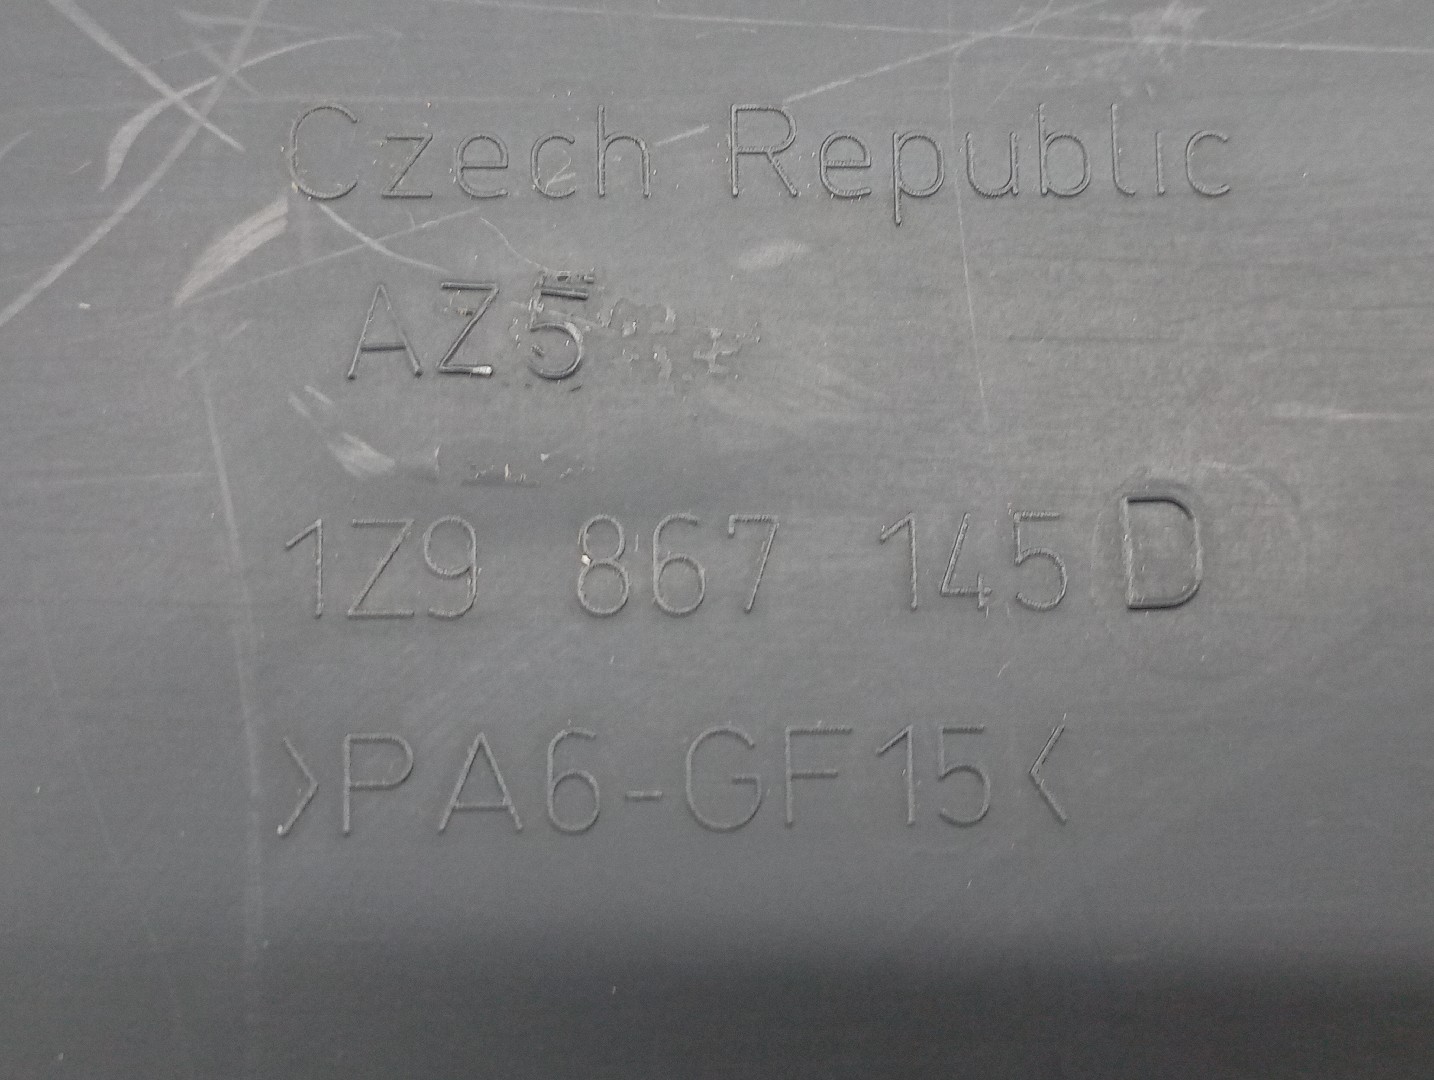 Czech Republic
AZ5
1Z9 867 145 D
>PA6-GF15<